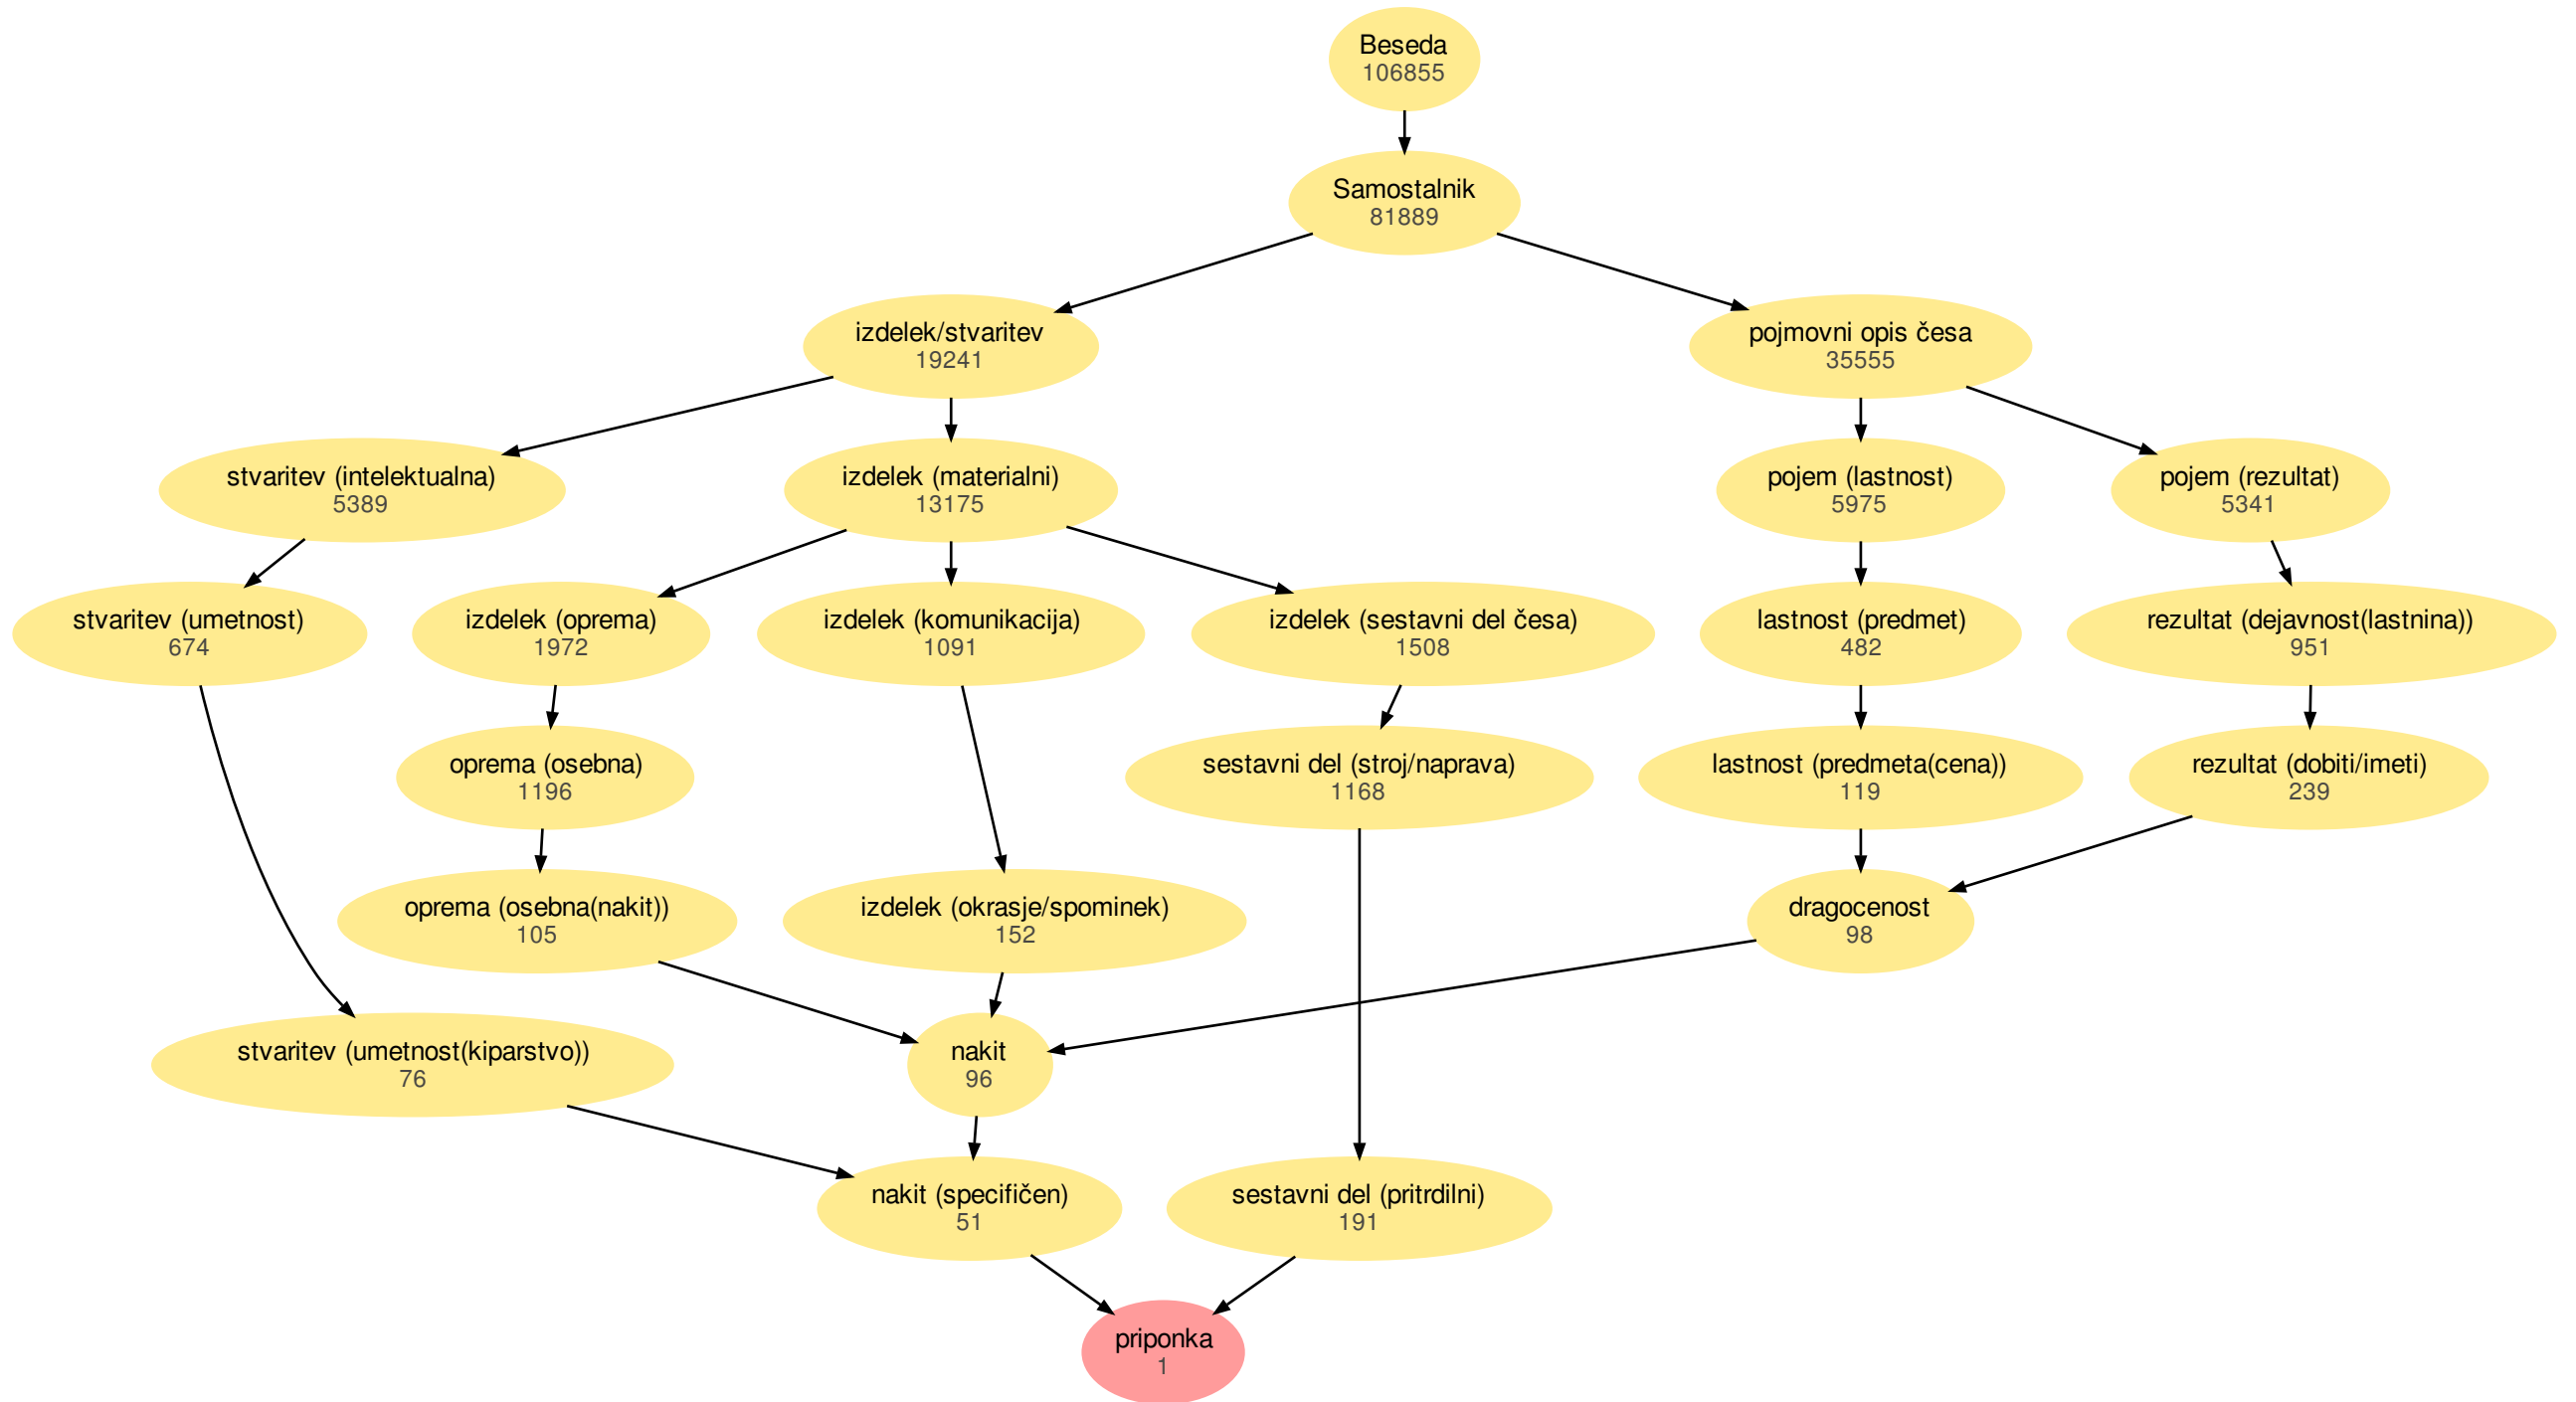 Beseda
106855
Samostalnik
81889
izdelek/stvaritev
19241
pojmovni opis česa
35555
stvaritev (intelektualna)
5389
izdelek (materialni)
13175
pojem (lastnost)
5975
pojem (rezultat)
5341
stvaritev (umetnost)
674
izdelek (oprema)
1972
izdelek (komunikacija)
1091
izdelek (sestavni del česa)
1508
lastnost (predmet)
482
rezultat (dejavnost(lastnina))
951
oprema (osebna)
1196
sestavni del (stroj/naprava)
1168
lastnost (predmeta(cena))
119
rezultat (dobiti/imeti)
239
oprema (osebna(nakit))
105
izdelek (okrasje/spominek)
152
dragocenost
98
stvaritev (umetnost(kiparstvo))
76
nakit
96
nakit (specifičen)
51
sestavni del (pritrdilni)
191
priponka
1